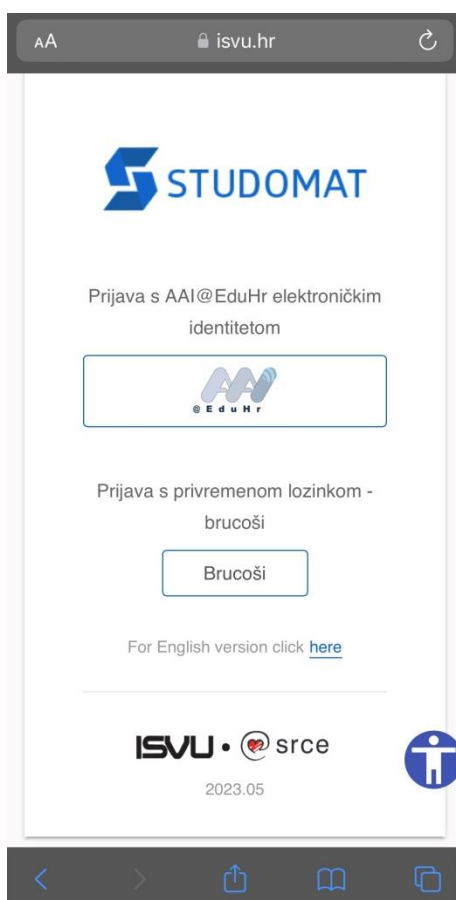 AA isvu.hr
STUDOMAT
Prijava s AAI@EduHr elektroničkim
identitetom
AAI
@EduHr
Prijava s privremenom lozinkom -
brucoši
Brucoši
For English version click here
ISVU • srce
2023.05